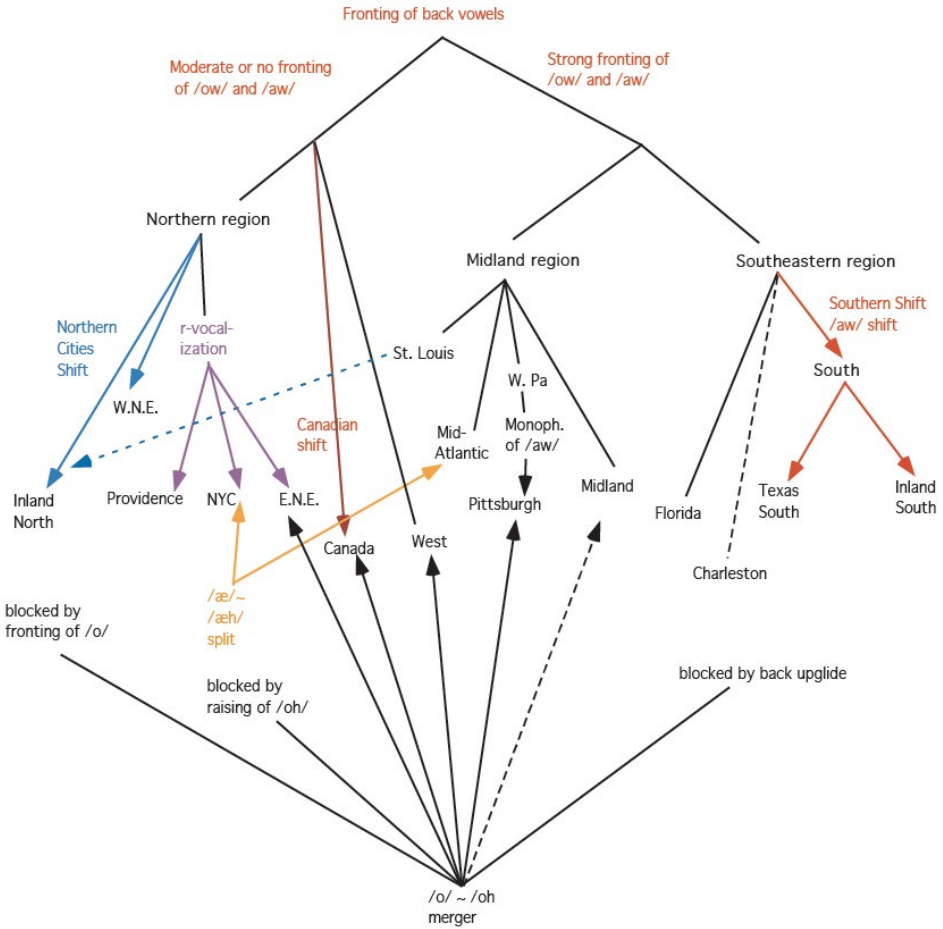 Fronting of back vowels
Moderate or no fronting
of /ow/ and /aw/
Strong fronting of
/ow/ and /aw/
Northern region
Midland region
Southeastern region
Northern
Cities
Shift
r-vocal-
ization
St. Louis
Southern Shift
/aw/ shift
South
W.N.E.
W. Pa
Canadian
shift
Mid-
Atlantic
Monoph.
of /aw/
Inland
North
Providence
NYC
E.N.E.
Pittsburgh
Midland
Florida
Texas
South
Inland
South
Canada
West
Charleston
/æ/~
/æh/
split
blocked by
fronting of /o/
blocked by
raising of /oh/
blocked by back upglide
/o/ ~ /oh
merger